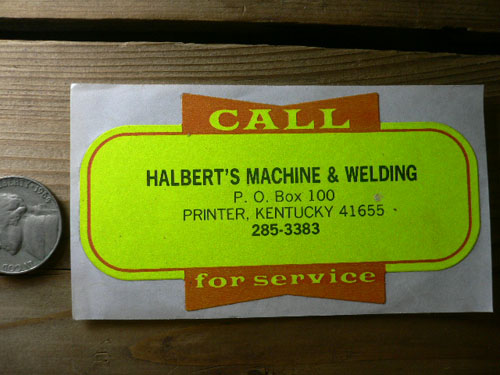 CALL
HALBERT'S MACHINE & WELDING
P. O. Box 100
PRINTER, KENTUCKY 41655
285-3383
for service